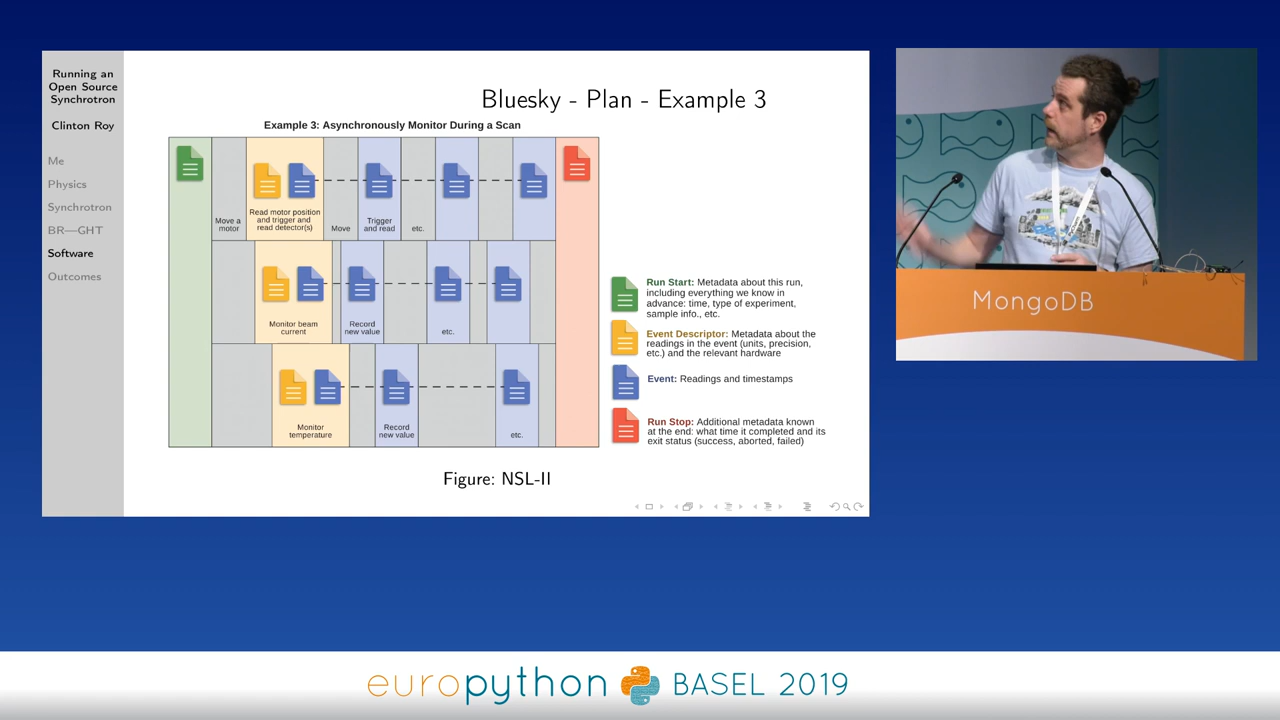 Running an
Open Source
Synchrotron
Clinton Roy
Me
Physics
Synchrotron
BR—GHT
Software
Outcomes
Bluesky - Plan - Example 3
Example 3: Asynchronously Monitor During a Scan
Move a
motor
Read motor position
and trigger and
read detector(s)
Move
Trigger
and read
etc.
Monitor beam
current
Record
new value
etc.
Monitor
temperature
Record
new value
etc.
Run Start: Metadata about this run,
including everything we know in
advance: time, type of experiment,
sample info., etc.
Event Descriptor: Metadata about the
readings in the event (units, precision,
etc.) and the relevant hardware
Event: Readings and timestamps
Run Stop: Additional metadata known
at the end: what time it completed and its
exit status (success, aborted, failed)
Figure: NSL-II
MongoDB
europython BASEL 2019